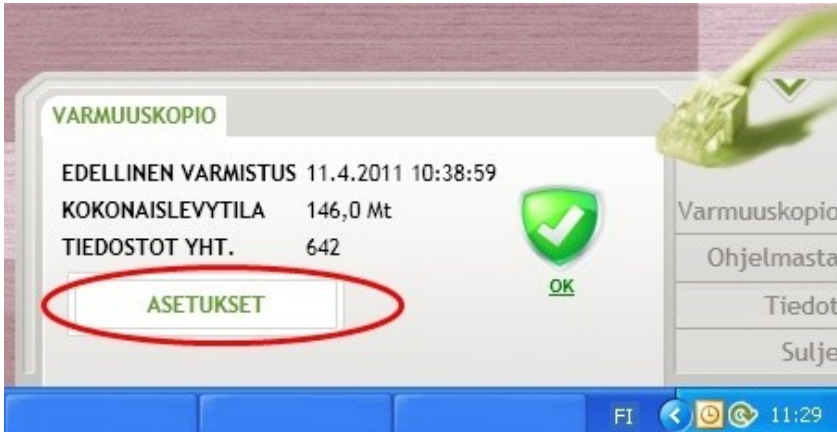 VARMUUSKOPIO
EDELLINEN VARMISTUS 11.4.2011 10:38:59
KOKONAISLEVYTILA 146,0 Mt
TIEDOSTOT YHT. 642
ASETUKSET
OK
Varmuuskopio
Ohjelmasta
Tiedot
Sulje
FI 11:29